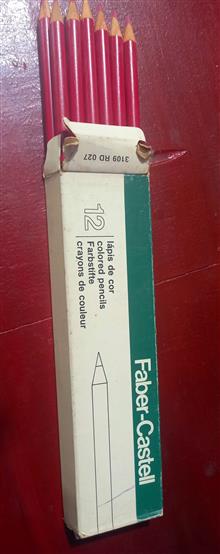 3109 RD 027
12
lápis de cor
colored pencils
Farbstifte
crayons de couleur
Faber-Castell